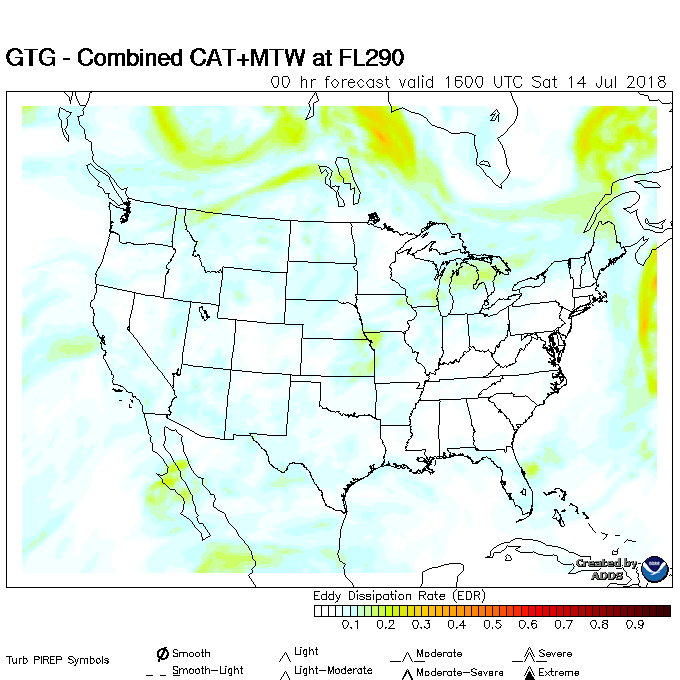 GTG - Combined CAT+MTW at FL290
00 hr forecast valid 1600 UTC Sat 14 Jul 2018
Created by
ADDS
Eddy Dissipation Rate (EDR)
0.1 0.2 0.3 0.4 0.5 0.6 0.7 0.8 0.9
Turb PIREP Symbols
Smooth Light Moderate Severe
Smooth-Light Light-Moderate Moderate-Severe Extreme